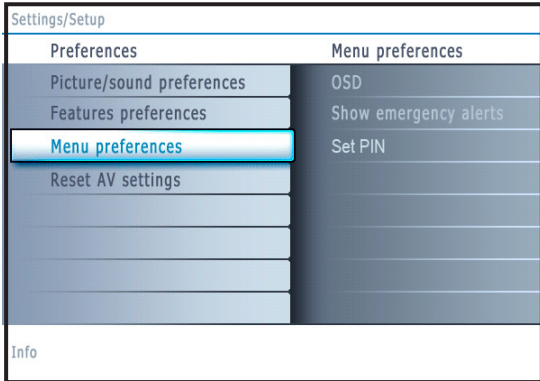 Settings/Setup
Preferences
Menu preferences
Picture/sound preferences
OSD
Features preferences
Show emergency alerts
Menu preferences
Set PIN
Reset AV settings
Info